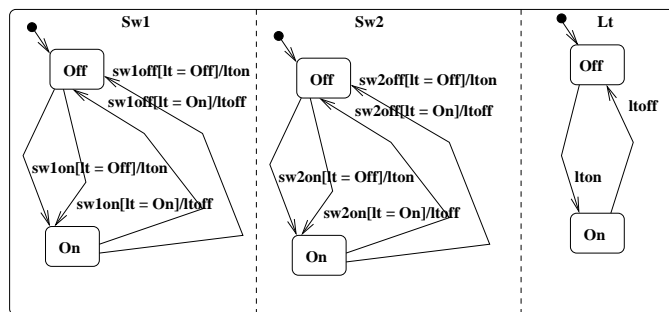 Sw1
Off
sw1off[lt = Off]/lton
sw1off[lt = On]/ltoff
sw1on[lt = Off]/lton
sw1on[lt = On]/ltoff
On
Sw2
Off
sw2off[lt = Off]/lton
sw2off[lt = On]/ltoff
sw2on[lt = Off]/lton
sw2on[lt = On]/ltoff
On
Lt
Off
ltoff
lton
On